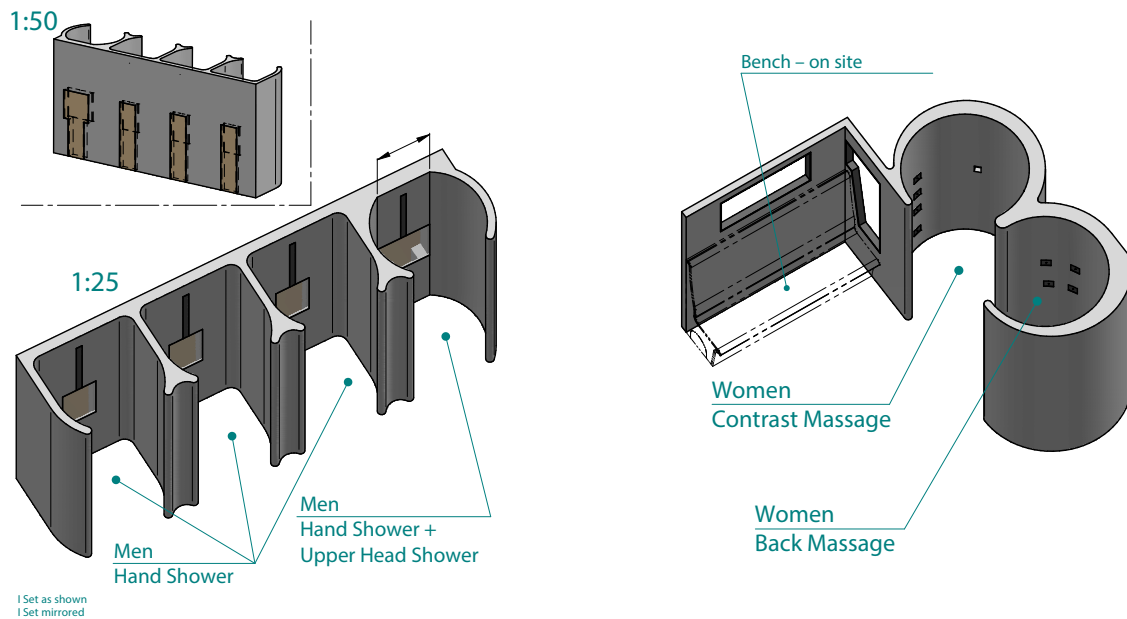 1:50
1:25
Men
Hand Shower
Men
Hand Shower +
Upper Head Shower
I Set as shown
I Set mirrored
Bench – on site
Women
Contrast Massage
Women
Back Massage